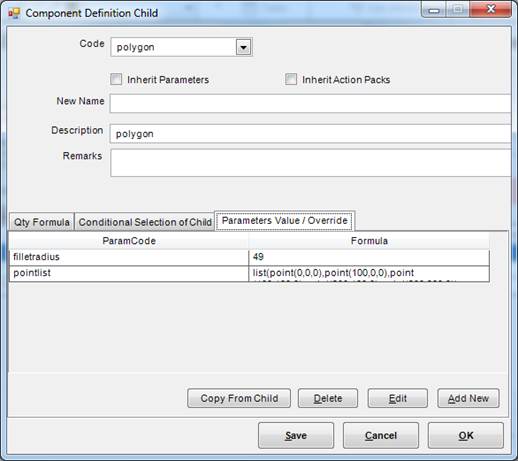 Component Definition Child
Code polygon
Inherit Parameters Inherit Action Packs
New Name
Description polygon
Remarks
Qty Formula Conditional Selection of Child Parameters Value / Override
ParamCode Formula
filletradius 49
pointlist list(point(0,0,0),point(100,0,0),point
Copy From Child Delete Edit Add New
Save Cancel OK